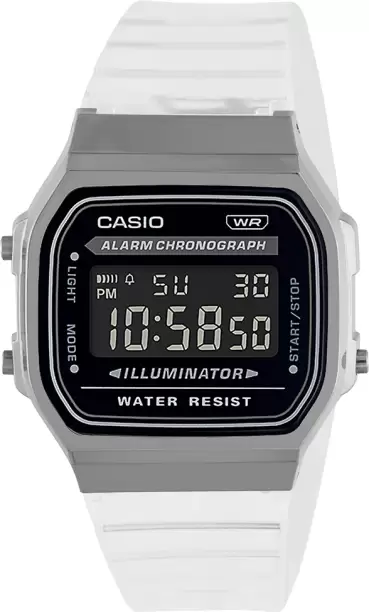 CASIO WR
ALARM CHRONOGRAPH
LIGHT
PM SU 30
10:58 50
MODE
START/STOP
ILLUMINATOR
WATER RESIST